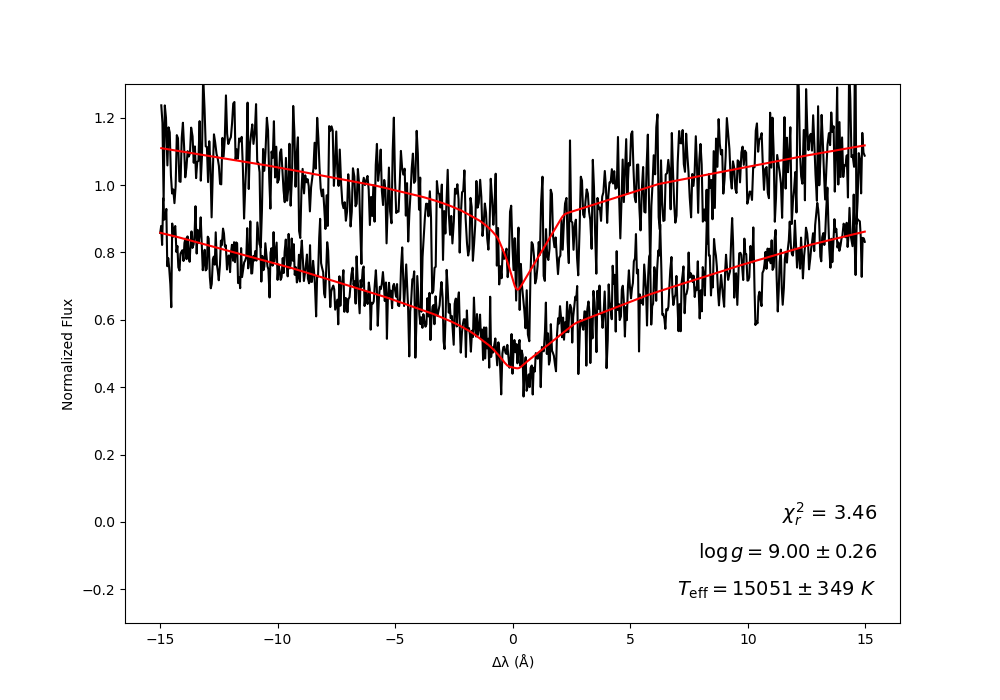 1.2
1.0
0.8
0.6
0.4
0.2
0.0
−0.2
Normalized Flux
χ²ᵣ = 3.46
log g = 9.00 ± 0.26
T_eff = 15051 ± 349 K
−15 −10 −5 0 5 10 15
Δλ (Å)